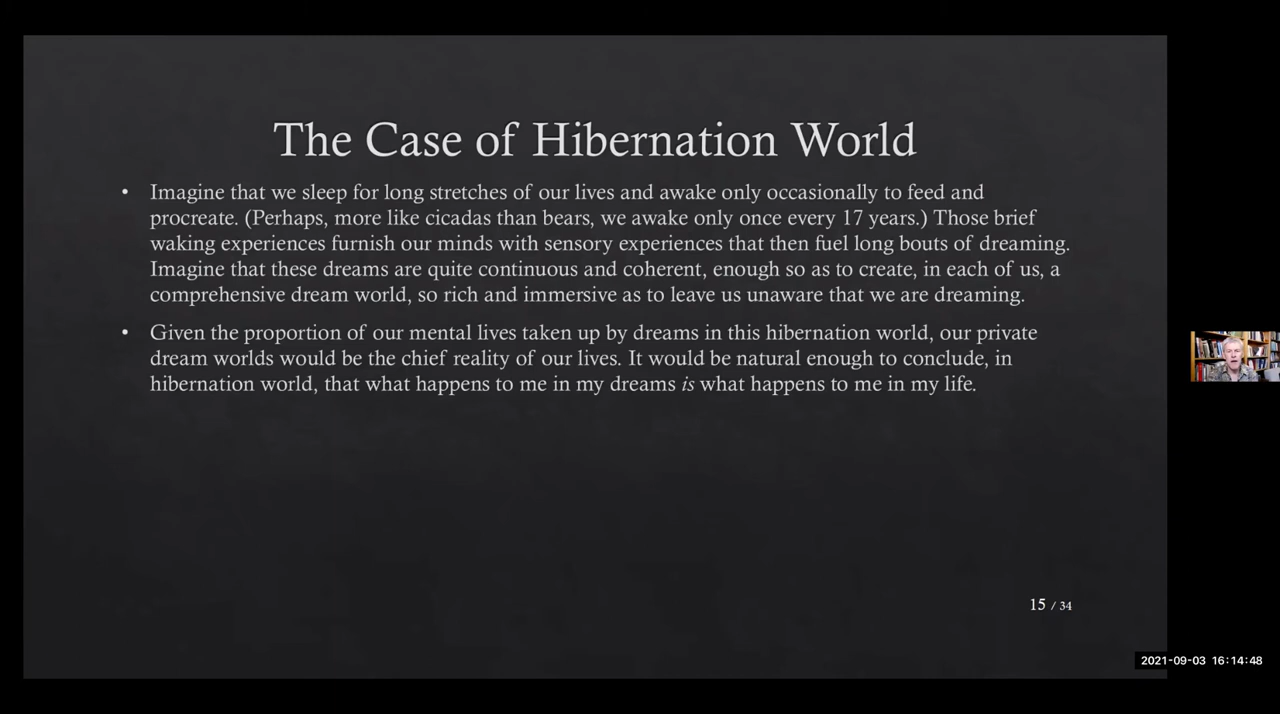 The Case of Hibernation World
• Imagine that we sleep for long stretches of our lives and awake only occasionally to feed and
procreate. (Perhaps, more like cicadas than bears, we awake only once every 17 years.) Those brief
waking experiences furnish our minds with sensory experiences that then fuel long bouts of dreaming.
Imagine that these dreams are quite continuous and coherent, enough so as to create, in each of us, a
comprehensive dream world, so rich and immersive as to leave us unaware that we are dreaming.
• Given the proportion of our mental lives taken up by dreams in this hibernation world, our private
dream worlds would be the chief reality of our lives. It would be natural enough to conclude, in
hibernation world, that what happens to me in my dreams is what happens to me in my life.
15 / 34
2021-09-03 16:14:48